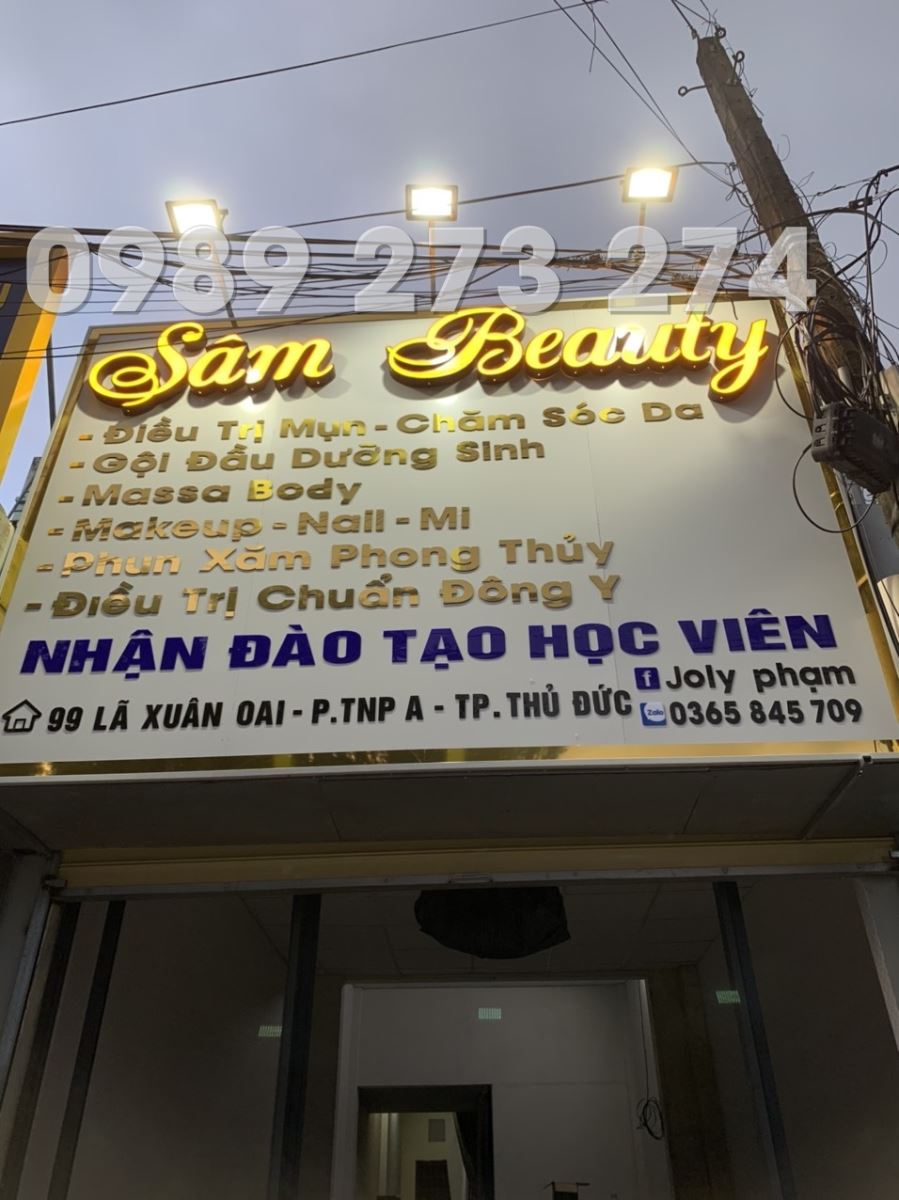 0989 273 274
Sâm Beauty
- Điều Trị Mụn - Chăm Sóc Da
- Gội Đầu Dưỡng Sinh
- Massa Body
- Makeup - Nail - Mi
- Phun Xăm Phong Thủy
- Điều Trị Chuẩn Đông Y
NHẬN ĐÀO TẠO HỌC VIÊN
f Joly phạm
99 LÃ XUÂN OAI - P.TNP A - TP. THỦ ĐỨC
Zalo 0365 845 709